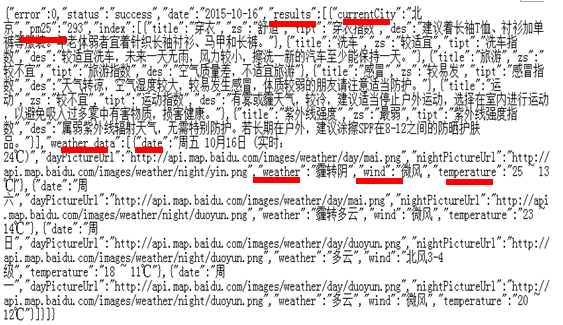 {"error":0,"status":"success","date":"2015-10-16","results":[{"currentCity":"北
京","pm25":"293","index":[{"title":"穿衣","zs":"舒适","tipt":"穿衣指数","des":"建议着长袖T恤、衬衫加单
裤等服装。年老体弱者宜着针织长袖衬衫、马甲和长裤。"},{"title":"洗车","zs":"较适宜","tipt":"洗车指
数","des":"较适宜洗车，未来一天无雨，风力较小，擦洗一新的汽车至少能保持一天。"},{"title":"旅游","zs":"
较不宜","tipt":"旅游指数","des":"空气质量差，不适宜旅游"},{"title":"感冒","zs":"较易发","tipt":"感冒指
数","des":"天气转凉，空气湿度较大，较易发生感冒，体质较弱的朋友请注意适当防护。"},{"title":"运
动","zs":"较不宜","tipt":"运动指数","des":"有雾或霾天气，较冷，建议适当停止户外运动，选择在室内进行运动
，以避免吸入过多雾中有害物质，损害健康。"},{"title":"紫外线强度","zs":"最弱","tipt":"紫外线强度指
数","des":"属弱紫外线辐射天气，无需特别防护。若长期在户外，建议涂擦SPF在8-12之间的防晒护肤
品。"}],"weather_data":[{"date":"周五 10月16日 (实时:
24℃)","dayPictureUrl":"http://api.map.baidu.com/images/weather/day/mai.png","nightPictureUrl":"http://
api.map.baidu.com/images/weather/night/yin.png","weather":"霾转阴","wind":"微风","temperature":"25 ~ 13
℃"},{"date":"周
六","dayPictureUrl":"http://api.map.baidu.com/images/weather/day/mai.png","nightPictureUrl":"http://api
.map.baidu.com/images/weather/night/duoyun.png","weather":"霾转多云","wind":"微风","temperature":"23 ~
14℃"},{"date":"周
日","dayPictureUrl":"http://api.map.baidu.com/images/weather/day/duoyun.png","nightPictureUrl":"http://
api.map.baidu.com/images/weather/night/duoyun.png","weather":"多云","wind":"北风3-4
级","temperature":"18 ~ 11℃"},{"date":"周
一","dayPictureUrl":"http://api.map.baidu.com/images/weather/day/duoyun.png","nightPictureUrl":"http://
api.map.baidu.com/images/weather/night/duoyun.png","weather":"多云","wind":"微风","temperature":"20 ~
12℃"}]}]}